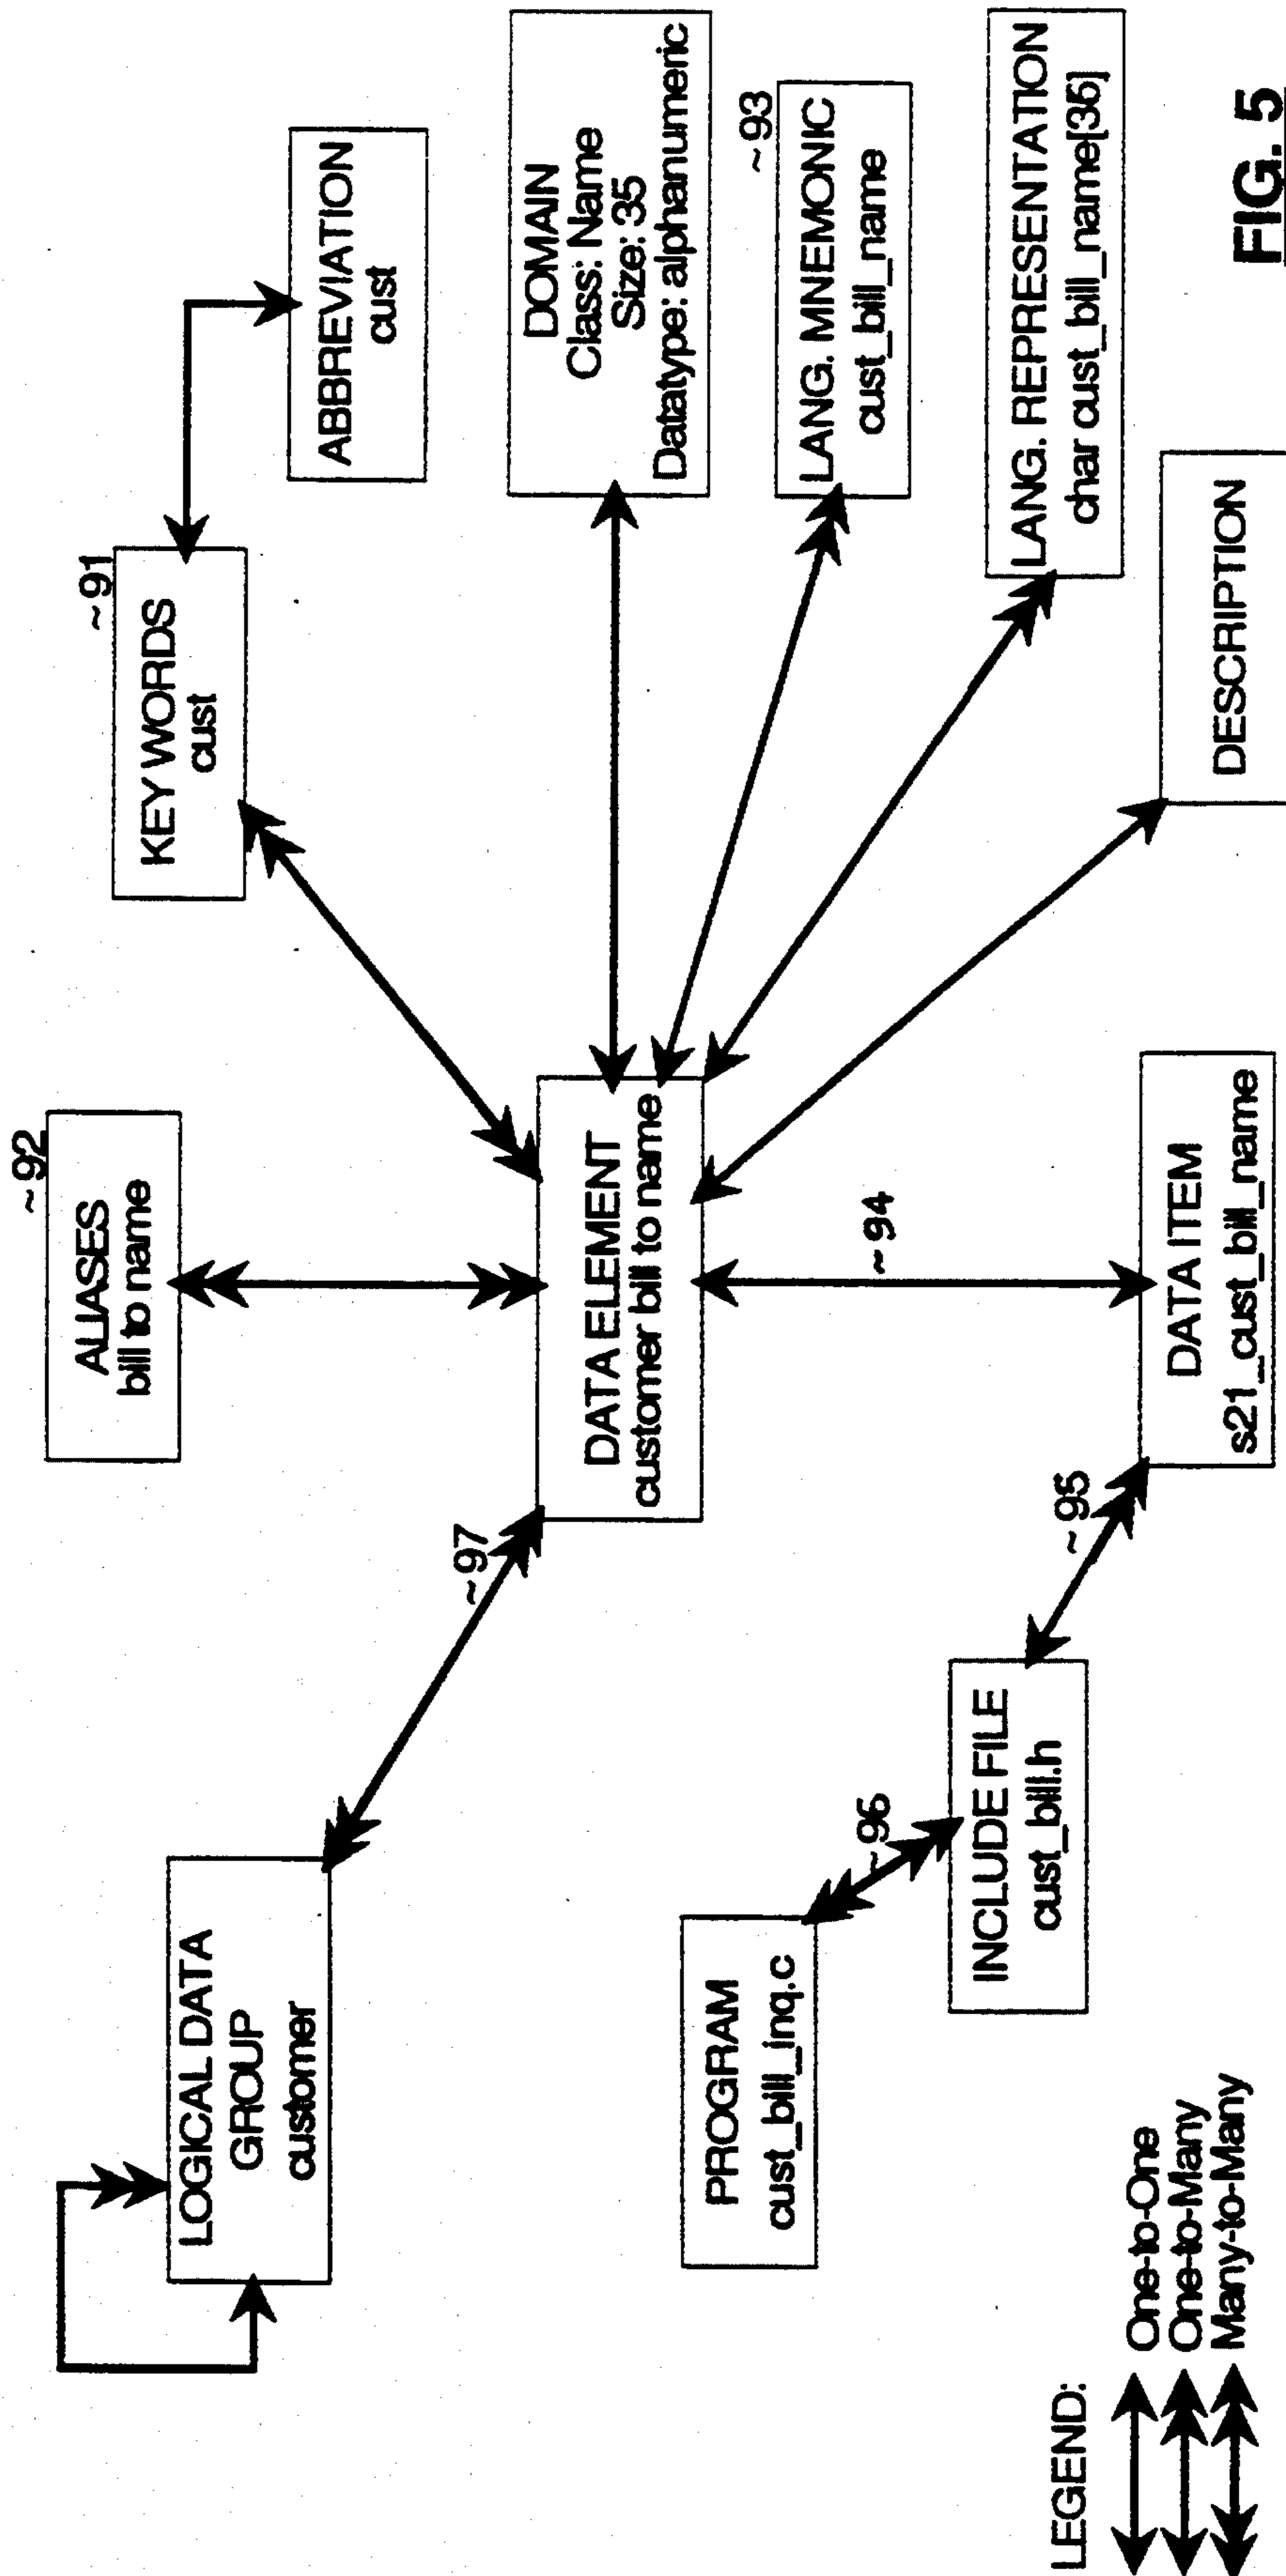 ~92
ALIASES
bill to name
~91
KEY WORDS
cust
ABBREVIATION
cust
LOGICAL DATA
GROUP
customer
~97
DATA ELEMENT
customer bill to name
DOMAIN
Class: Name
Size: 35
Datatype: alphanumeric
~93
LANG. MNEMONIC
cust_bill_name
LANG. REPRESENTATION
char cust_bill_name[35]
DESCRIPTION
~94
DATA ITEM
s21_cust_bill_name
~95
INCLUDE FILE
cust_bill.h
~96
PROGRAM
cust_bill_inq.c
LEGEND:
One-to-One
One-to-Many
Many-to-Many
FIG. 5